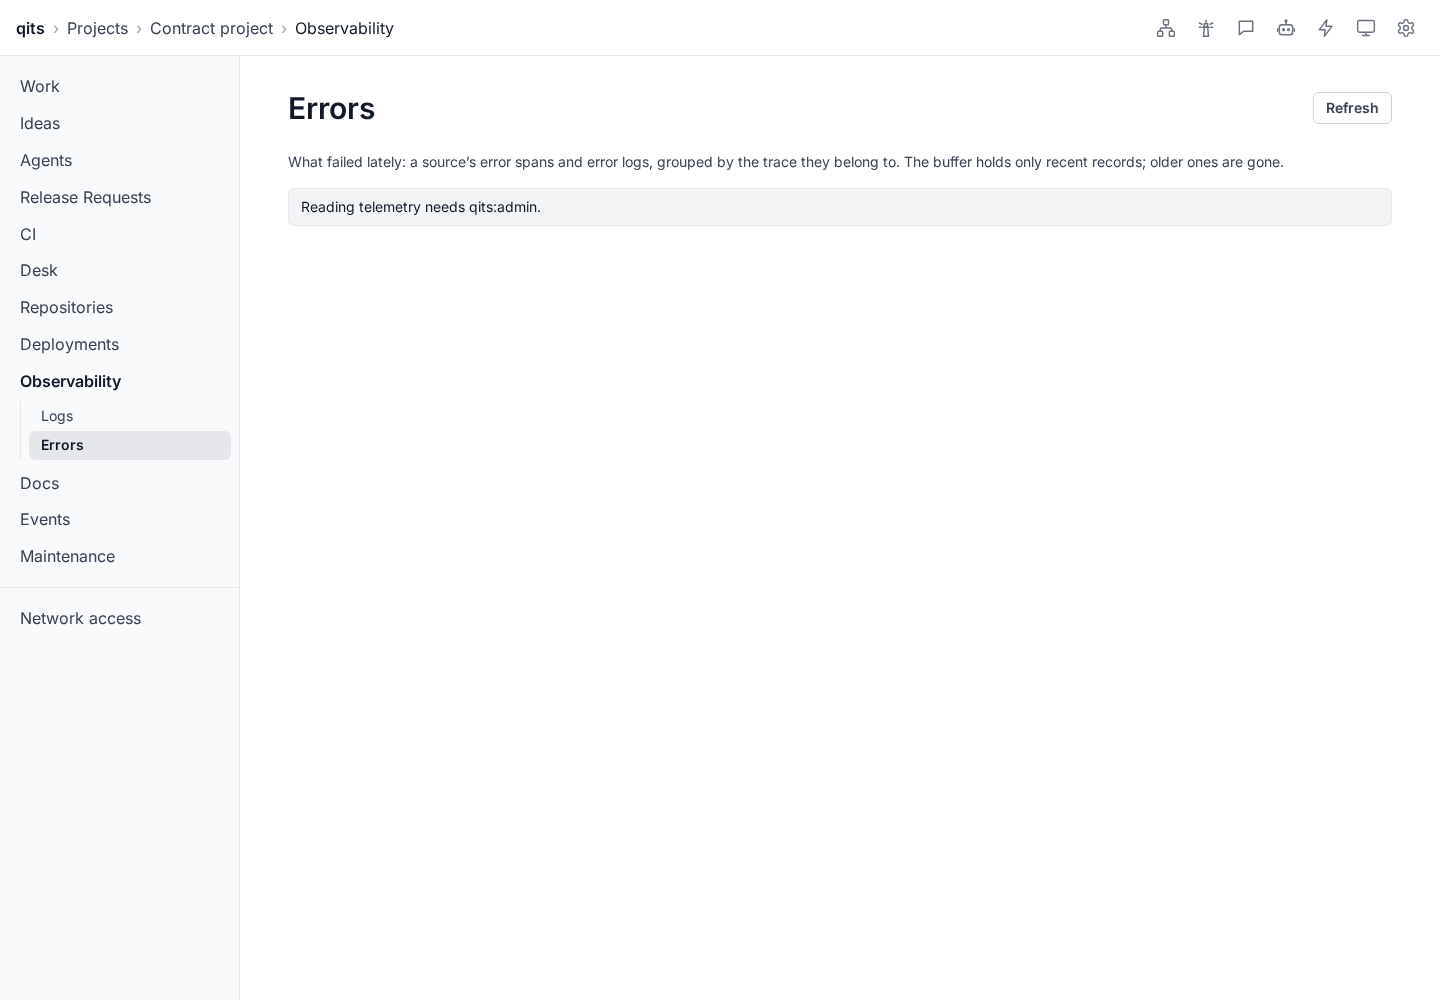 qits › Projects › Contract project › Observability
Work
Ideas
Agents
Release Requests
CI
Desk
Repositories
Deployments
Observability
Logs
Errors
Docs
Events
Maintenance
Network access
Errors
Refresh
What failed lately: a source’s error spans and error logs, grouped by the trace they belong to. The buffer holds only recent records; older ones are gone.
Reading telemetry needs qits:admin.